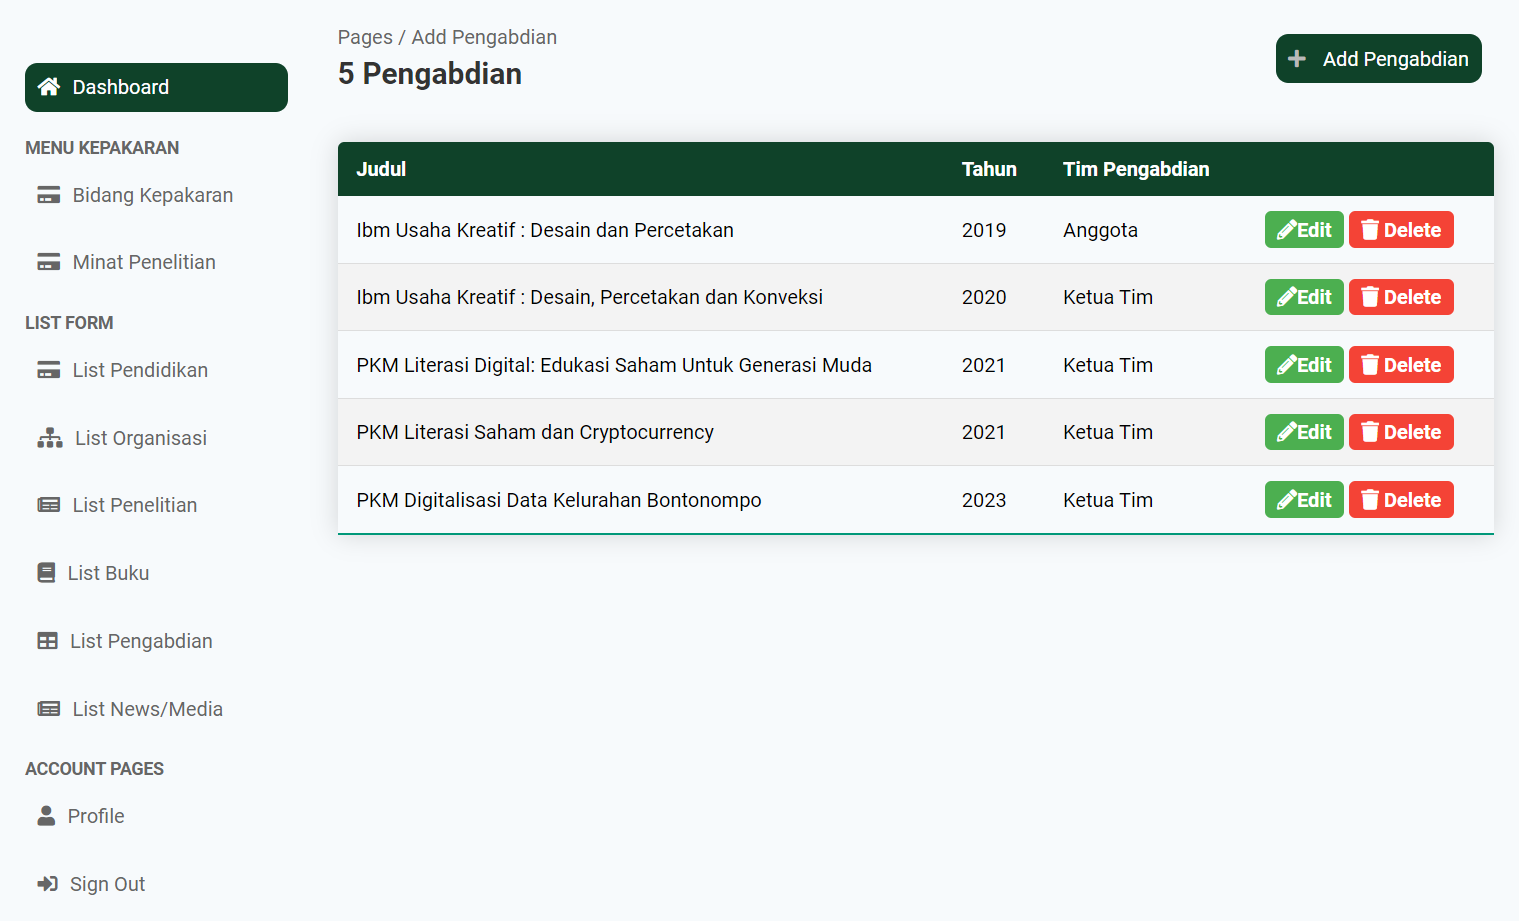 Pages / Add Pengabdian
5 Pengabdian
Add Pengabdian
Dashboard
MENU KEPAKARAN
Bidang Kepakaran
Minat Penelitian
LIST FORM
List Pendidikan
List Organisasi
List Penelitian
List Buku
List Pengabdian
List News/Media
ACCOUNT PAGES
Profile
Sign Out
Judul Tahun Tim Pengabdian
Ibm Usaha Kreatif : Desain dan Percetakan 2019 Anggota Edit Delete
Ibm Usaha Kreatif : Desain, Percetakan dan Konveksi 2020 Ketua Tim Edit Delete
PKM Literasi Digital: Edukasi Saham Untuk Generasi Muda 2021 Ketua Tim Edit Delete
PKM Literasi Saham dan Cryptocurrency 2021 Ketua Tim Edit Delete
PKM Digitalisasi Data Kelurahan Bontonompo 2023 Ketua Tim Edit Delete